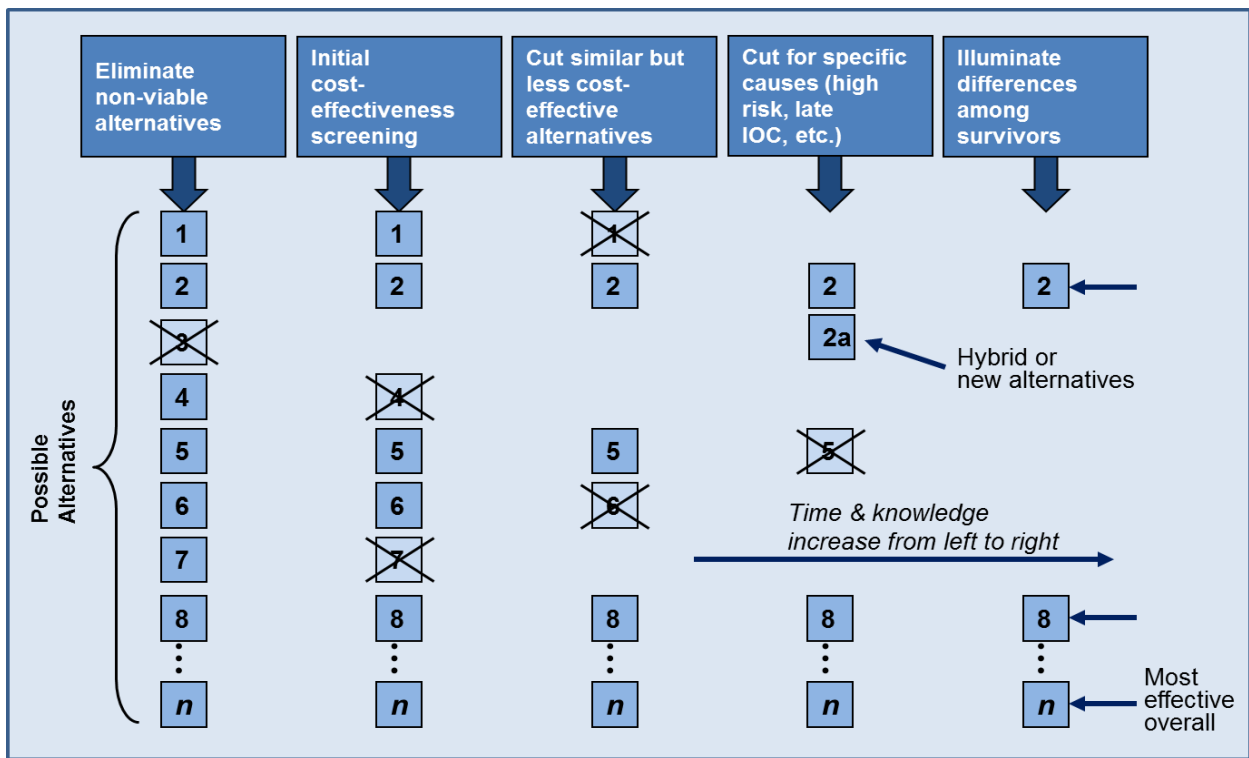 Eliminate
non-viable
alternatives
Initial
cost-
effectiveness
screening
Cut similar but
less cost-
effective
alternatives
Cut for specific
causes (high
risk, late
IOC, etc.)
Illuminate
differences
among
survivors
Possible
Alternatives
1
1
1
2
2
2
2
2
3
2a
Hybrid or
new alternatives
4
4
5
5
5
5
6
6
6
Time & knowledge
increase from left to right
7
7
8
8
8
8
8
n
n
n
n
n
Most
effective
overall